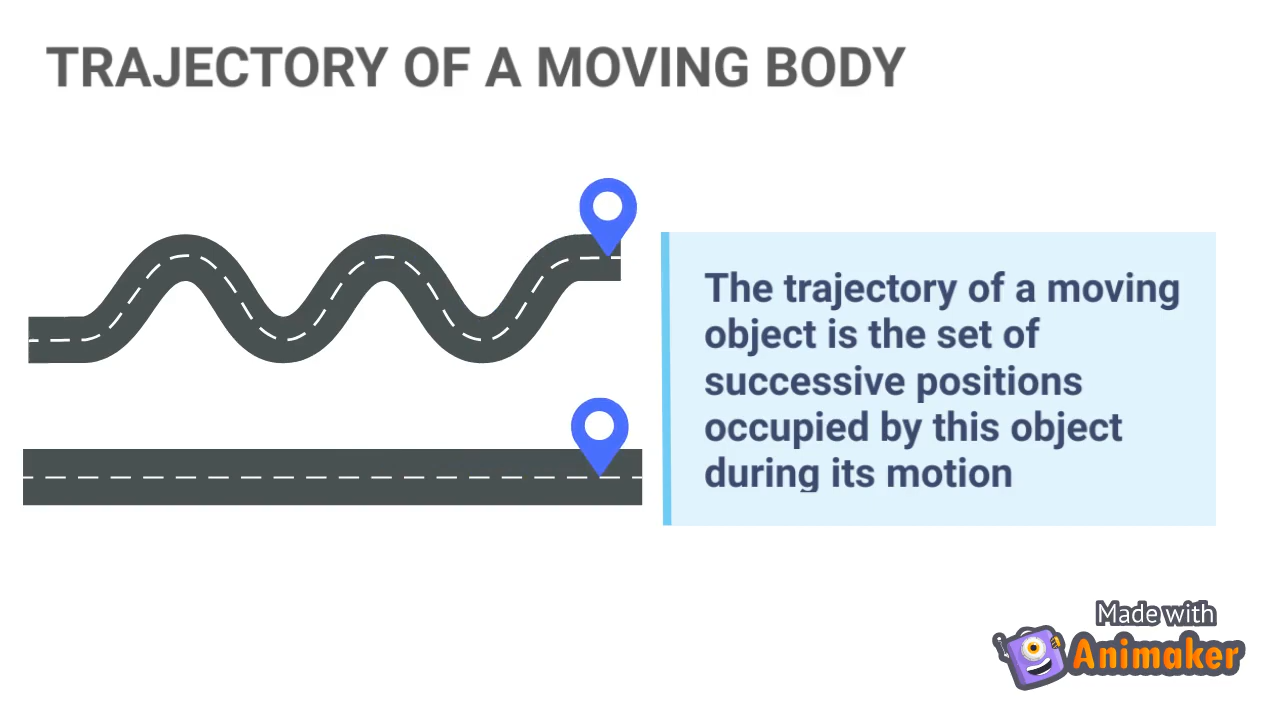 TRAJECTORY OF A MOVING BODY
The trajectory of a moving
object is the set of
successive positions
occupied by this object
during its motion
Made with
Animaker